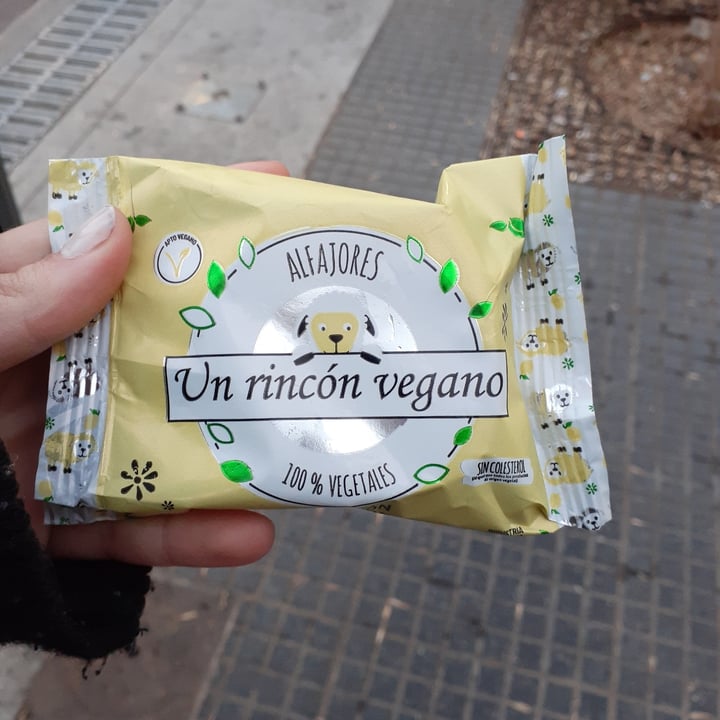 APTO VEGANO
ALFAJORES
Un rincón vegano
100 % VEGETALES
SIN COLESTEROL